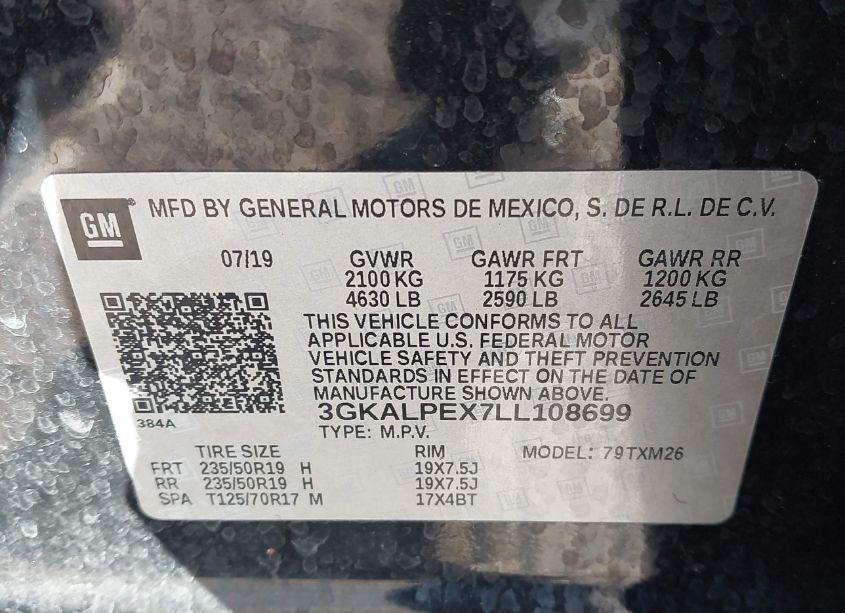 GM MFD BY GENERAL MOTORS DE MEXICO, S. DE R.L. DE C.V.
07/19 GVWR GAWR FRT GAWR RR
2100 KG 1175 KG 1200 KG
4630 LB 2590 LB 2645 LB
THIS VEHICLE CONFORMS TO ALL
APPLICABLE U.S. FEDERAL MOTOR
VEHICLE SAFETY AND THEFT PREVENTION
STANDARDS IN EFFECT ON THE DATE OF
MANUFACTURE SHOWN ABOVE.
3GKALPEX7LL108699
384A
TYPE: M.P.V.
TIRE SIZE RIM MODEL: 79TXM26
FRT 235/50R19 H 19X7.5J
RR 235/50R19 H 19X7.5J
SPA T125/70R17 M 17X4BT